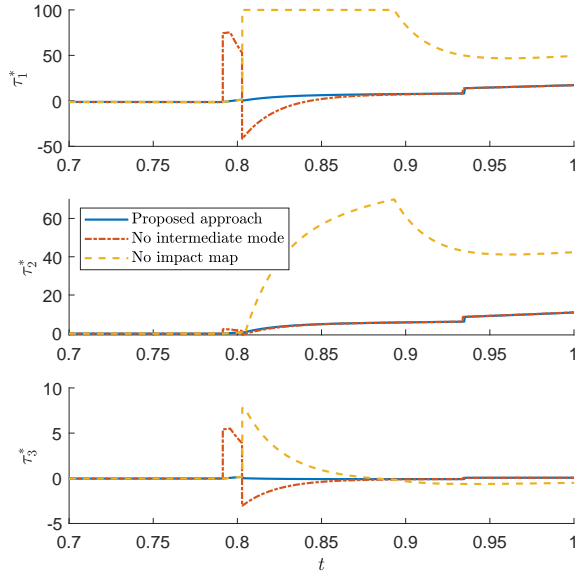 100
50
0
-50
τ₁*
0.7 0.75 0.8 0.85 0.9 0.95 1
60
40
20
0
τ₂*
Proposed approach
No intermediate mode
No impact map
0.7 0.75 0.8 0.85 0.9 0.95 1
10
5
0
-5
τ₃*
0.7 0.75 0.8 0.85 0.9 0.95 1
t